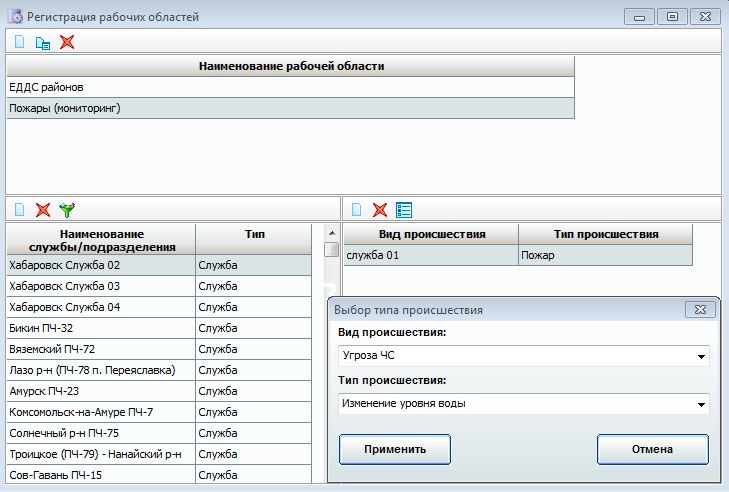 Регистрация рабочих областей
Наименование рабочей области
ЕДДС районов
Пожары (мониторинг)
Наименование службы/подразделения
Тип
Хабаровск Служба 02
Служба
Хабаровск Служба 03
Служба
Хабаровск Служба 04
Служба
Бикин ПЧ-32
Служба
Вяземский ПЧ-72
Служба
Лазо р-н (ПЧ-78 п. Переяславка)
Служба
Амурск ПЧ-23
Служба
Комсомольск-на-Амуре ПЧ-7
Служба
Солнечный р-н ПЧ-75
Служба
Троицкое (ПЧ-79) - Нанайский р-н
Служба
Сов-Гавань ПЧ-15
Служба
Вид происшествия
Тип происшествия
служба 01
Пожар
Выбор типа происшествия
Вид происшествия:
Угроза ЧС
Тип происшествия:
Изменение уровня воды
Применить
Отмена